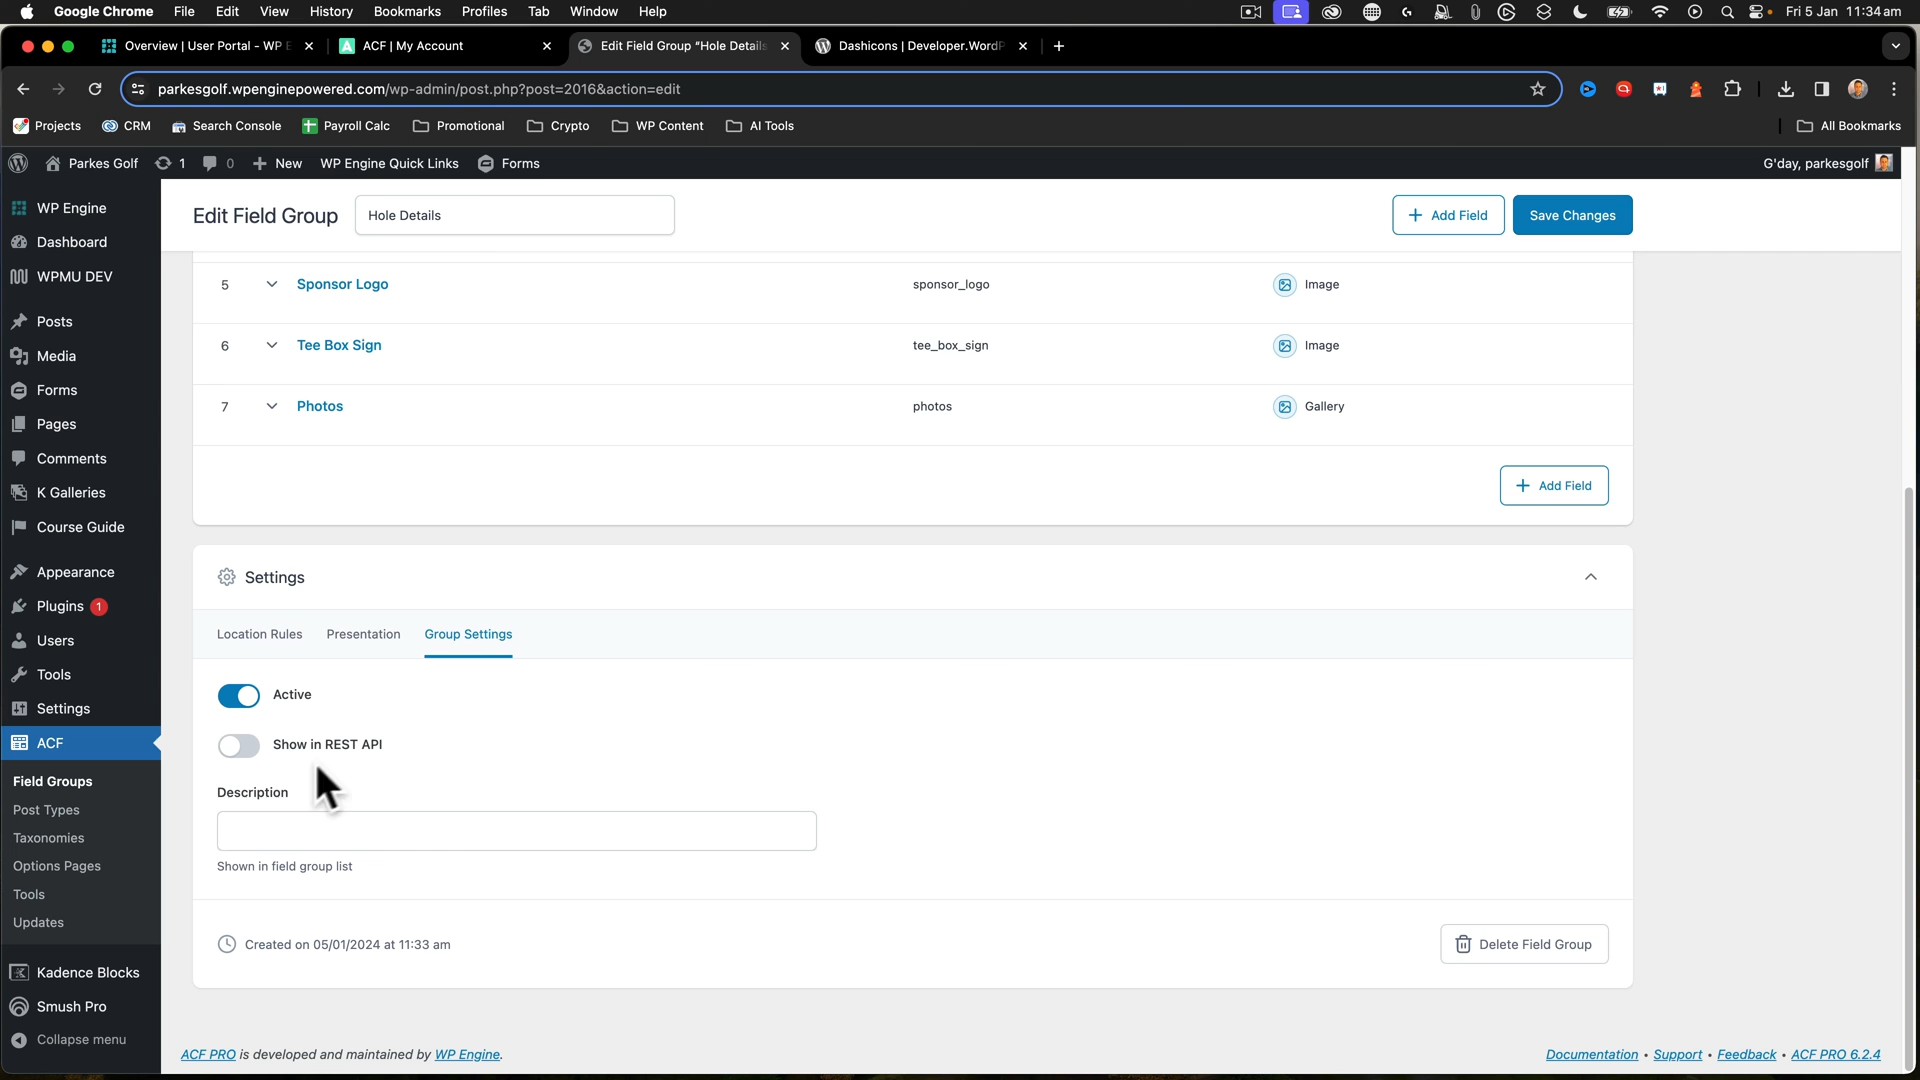 Google Chrome File Edit View History Bookmarks Profiles Tab Window Help Fri 5 Jan 11:34 am
Overview | User Portal - WP E ACF | My Account Edit Field Group "Hole Details Dashicons | Developer.WordP
parkesgolf.wpenginepowered.com/wp-admin/post.php?post=2016&action=edit
Projects CRM Search Console Payroll Calc Promotional Crypto WP Content AI Tools All Bookmarks
Parkes Golf 1 0 New WP Engine Quick Links Forms G'day, parkesgolf
WP Engine
Dashboard
WPMU DEV
Posts
Media
Forms
Pages
Comments
K Galleries
Course Guide
Appearance
Plugins 1
Users
Tools
Settings
ACF
Field Groups
Post Types
Taxonomies
Options Pages
Tools
Updates
Kadence Blocks
Smush Pro
Collapse menu
Edit Field Group Hole Details + Add Field Save Changes
5 Sponsor Logo sponsor_logo Image
6 Tee Box Sign tee_box_sign Image
7 Photos photos Gallery
+ Add Field
Settings
Location Rules Presentation Group Settings
Active
Show in REST API
Description
Shown in field group list
Created on 05/01/2024 at 11:33 am Delete Field Group
ACF PRO is developed and maintained by WP Engine. Documentation • Support • Feedback • ACF PRO 6.2.4